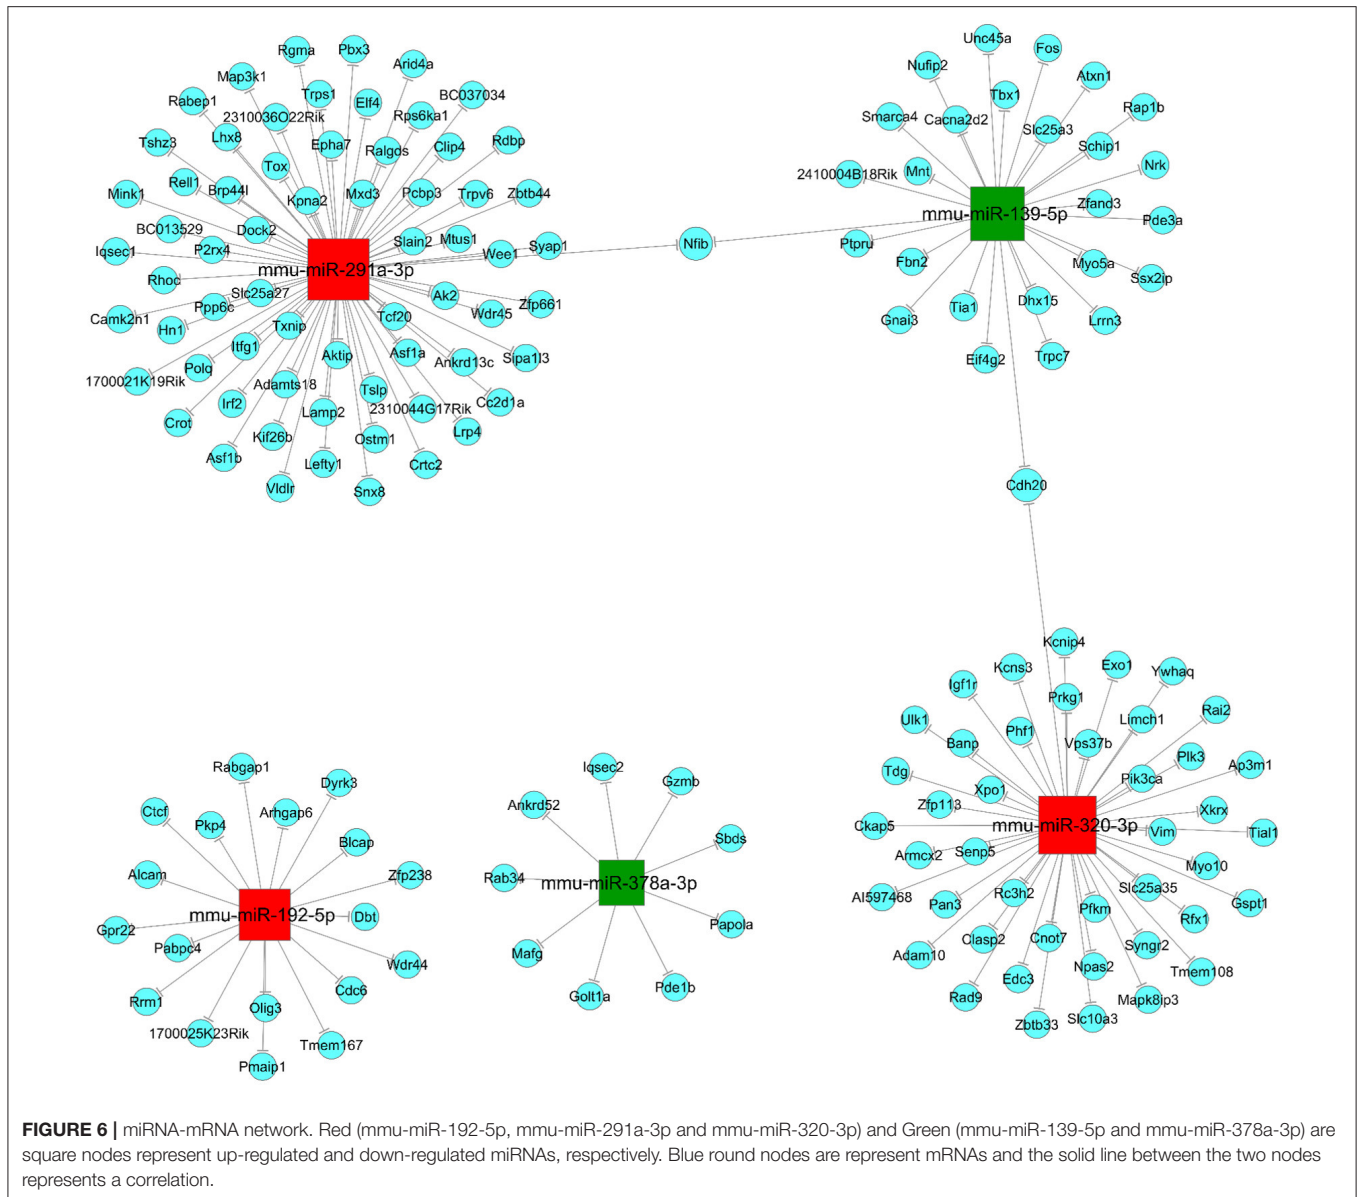 Rgma
Pbx3
Arid4a
Map3k1
Trps1
Elf4
BC037034
Rabep1
2310036O22Rik
Rps6ka1
Tshz3
Lhx8
Epha7
Ralgds
Clip4
Rdbp
Tox
Mink1
Rell1
Brp44l
Kpna2
Mxd3
Pcbp3
Trpv6
Zbtb44
BC013529
Dock2
Slain2
Mtus1
Iqsec1
P2rx4
Wee1
Syap1
mmu-miR-291a-3p
Rhoc
Slc25a27
Ak2
Zfp661
Camk2n1
Ppp6c
Hn1
Txnip
Tcf20
Wdr45
Itfg1
Aktip
Asf1a
Ankrd13c
Sipa1l3
Polq
1700021K19Rik
Adamts18
Tslp
Irf2
Lamp2
2310044G17Rik
Cc2d1a
Crot
Kif26b
Ostm1
Lrp4
Asf1b
Lefty1
Crtc2
Vldlr
Snx8
Nfib
Unc45a
Fos
Nufip2
Atxn1
Tbx1
Rap1b
Smarca4
Cacna2d2
Slc25a3
Schip1
2410004B18Rik
Mnt
Nrk
mmu-miR-139-5p
Zfand3
Pde3a
Ptpru
Fbn2
Myo5a
Ssx2ip
Gnai3
Tia1
Dhx15
Lrrn3
Eif4g2
Trpc7
Cdh20
Kcnip4
Kcns3
Exo1
Ywhaq
Igf1r
Prkg1
Ulk1
Phf1
Limch1
Rai2
Banp
Vps37b
Plk3
Tdg
Xpo1
Pik3ca
Ap3m1
Zfp113
Xkrx
Ckap5
mmu-miR-320-3p
Vim
Tial1
Armcx2
Senp5
Myo10
AI597468
Pan3
Rc3h2
Slc25a35
Gspt1
Pfkm
Rfx1
Adam10
Clasp2
Cnot7
Syngr2
Edc3
Npas2
Tmem108
Rad9
Zbtb33
Slc10a3
Mapk8ip3
Rabgap1
Dyrk3
Ctcf
Pkp4
Arhgap6
Blcap
Alcam
Zfp238
mmu-miR-192-5p
Dbt
Gpr22
Pabpc4
Wdr44
Rrm1
Olig3
Cdc6
1700025K23Rik
Tmem167
Pmaip1
Iqsec2
Gzmb
Ankrd52
Sbds
Rab34
mmu-miR-378a-3p
Papola
Mafg
Golt1a
Pde1b
FIGURE 6 | miRNA-mRNA network. Red (mmu-miR-192-5p, mmu-miR-291a-3p and mmu-miR-320-3p) and Green (mmu-miR-139-5p and mmu-miR-378a-3p) are
square nodes represent up-regulated and down-regulated miRNAs, respectively. Blue round nodes are represent mRNAs and the solid line between the two nodes
represents a correlation.